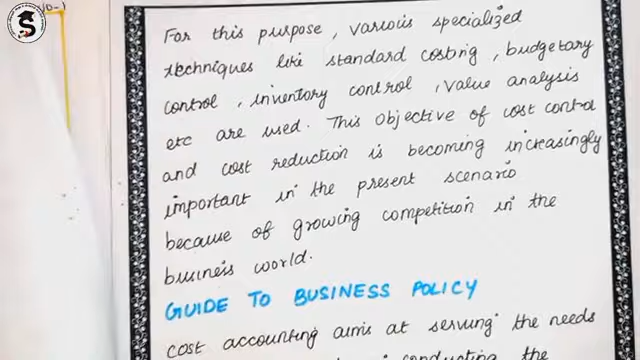 For this purpose, various specialized
techniques like standard costing, budgetary
control, inventory control, value analysis
etc are used. This objective of cost control
and cost reduction is becoming increasingly
important in the present scenario
because of growing competition in the
business world.
GUIDE TO BUSINESS POLICY
cost accounting aims at serving the needs
conducting the